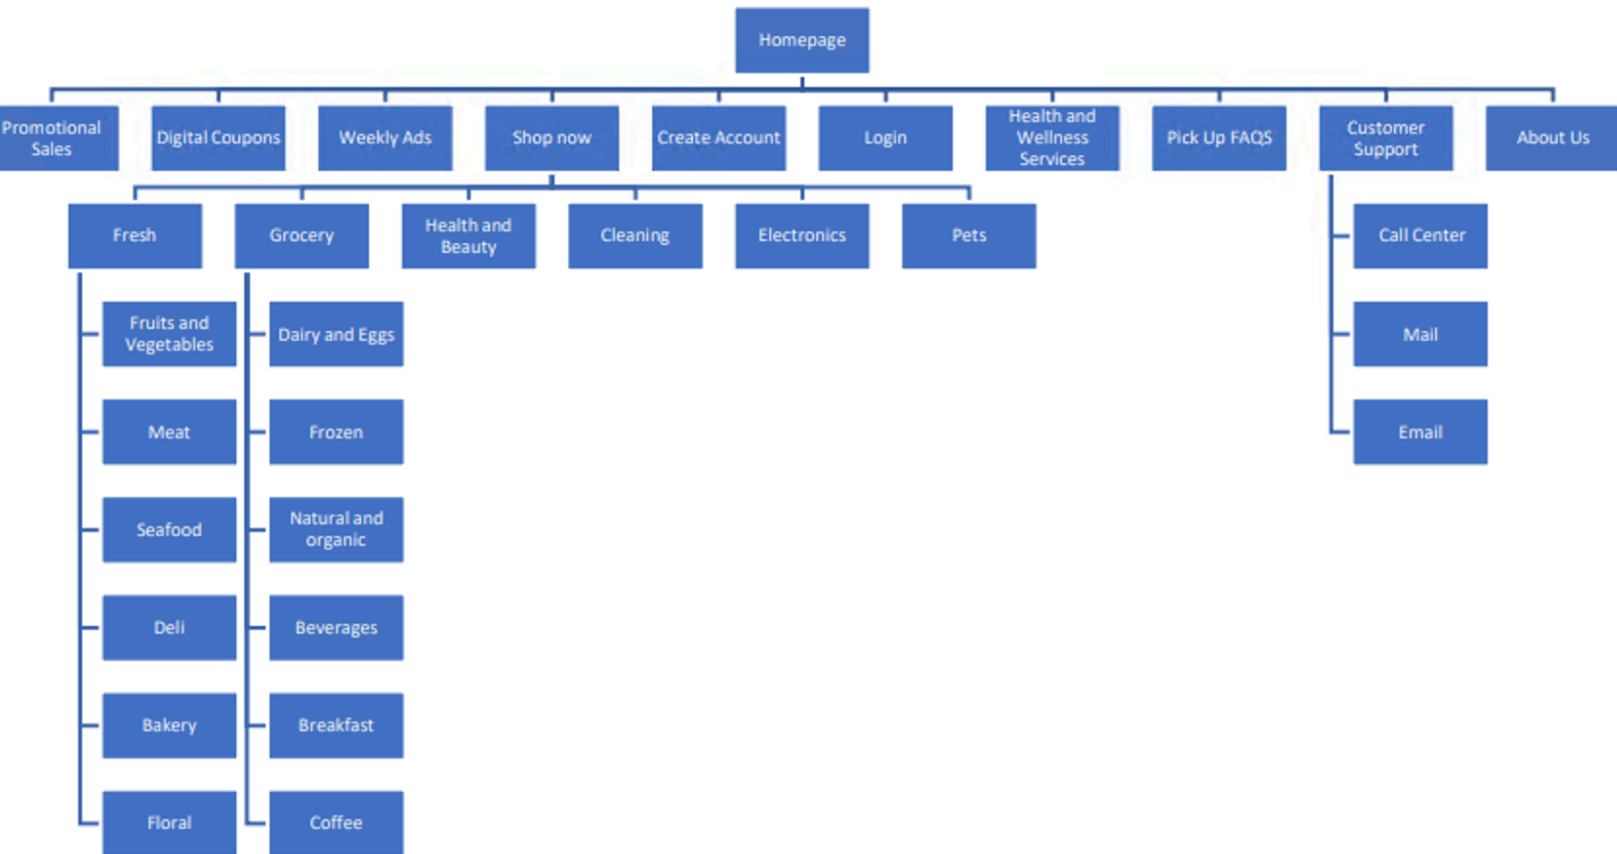 Homepage
Promotional
Sales
Digital Coupons
Weekly Ads
Shop now
Create Account
Login
Health and
Wellness
Services
Pick Up FAQS
Customer
Support
About Us
Fresh
Grocery
Health and
Beauty
Cleaning
Electronics
Pets
Call Center
Fruits and
Vegetables
Dairy and Eggs
Mail
Meat
Frozen
Email
Seafood
Natural and
organic
Deli
Beverages
Bakery
Breakfast
Floral
Coffee